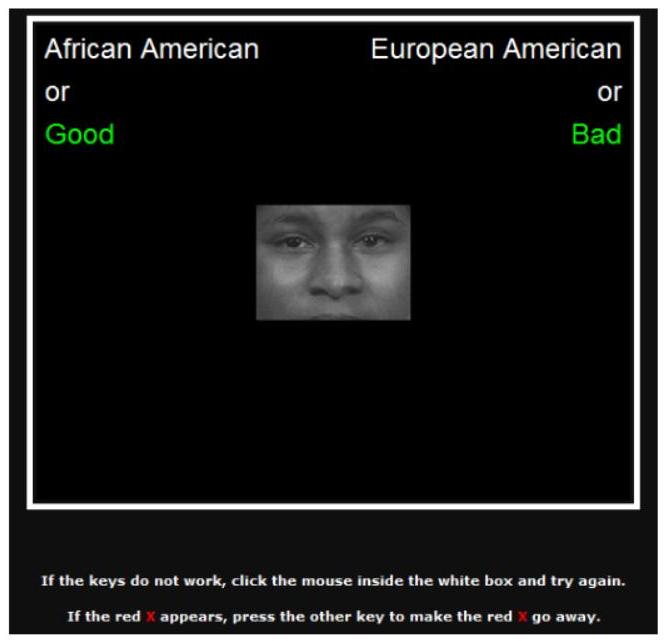 African American European American
or or
Good Bad
If the keys do not work, click the mouse inside the white box and try again.
If the red X appears, press the other key to make the red X go away.